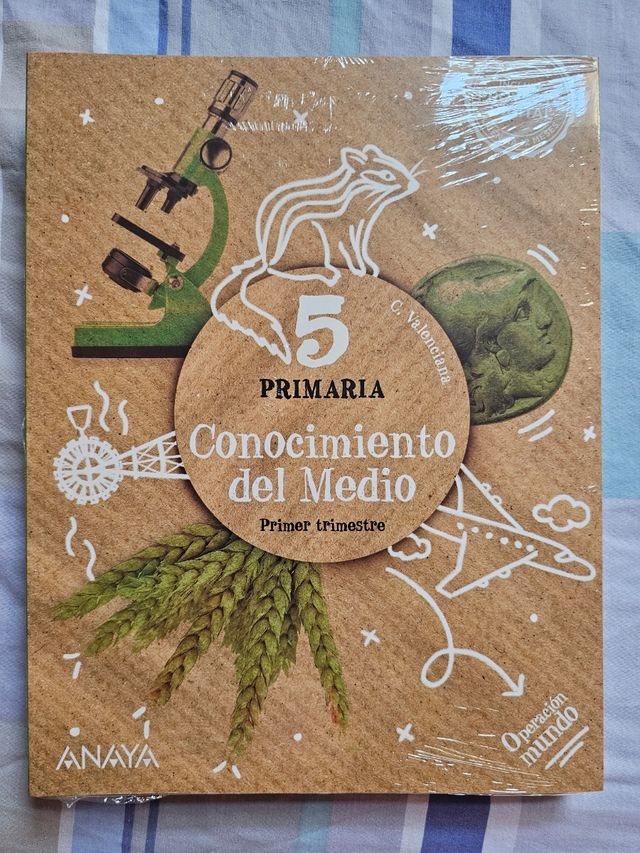 5
PRIMARIA
C. Valenciana
Conocimiento
del Medio
Primer trimestre
ANAYA
Operación
mundo